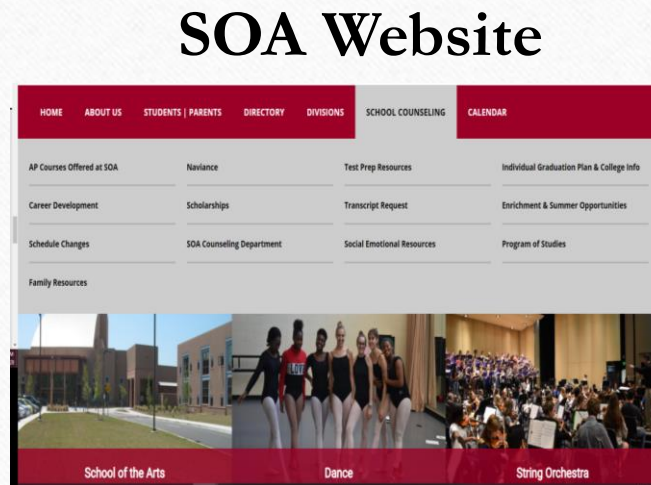 SOA Website
HOME ABOUT US STUDENTS | PARENTS DIRECTORY DIVISIONS SCHOOL COUNSELING CALENDAR
AP Courses Offered at SOA Naviance Test Prep Resources Individual Graduation Plan & College Info
Career Development Scholarships Transcript Request Enrichment & Summer Opportunities
Schedule Changes SOA Counseling Department Social Emotional Resources Program of Studies
Family Resources
School of the Arts Dance String Orchestra